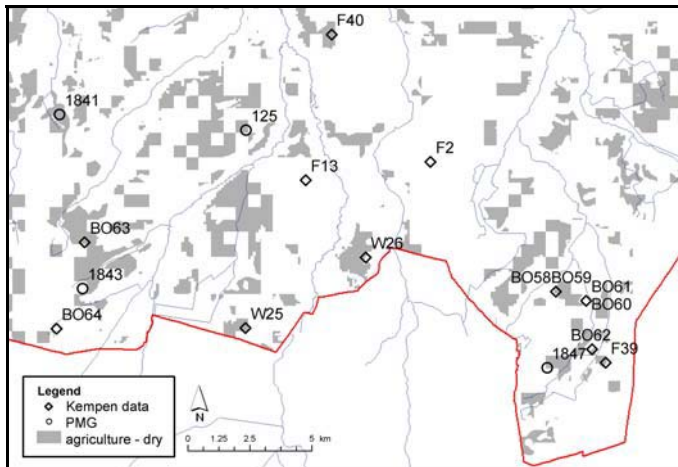 F40
1841
125
F2
F13
BO63
W26
BO58BO59
BO61
BO60
1843
BO64
W25
BO62
1847
F39
Legend
Kempen data
PMG
agriculture - dry
N
0 1.25 2.5 5 km